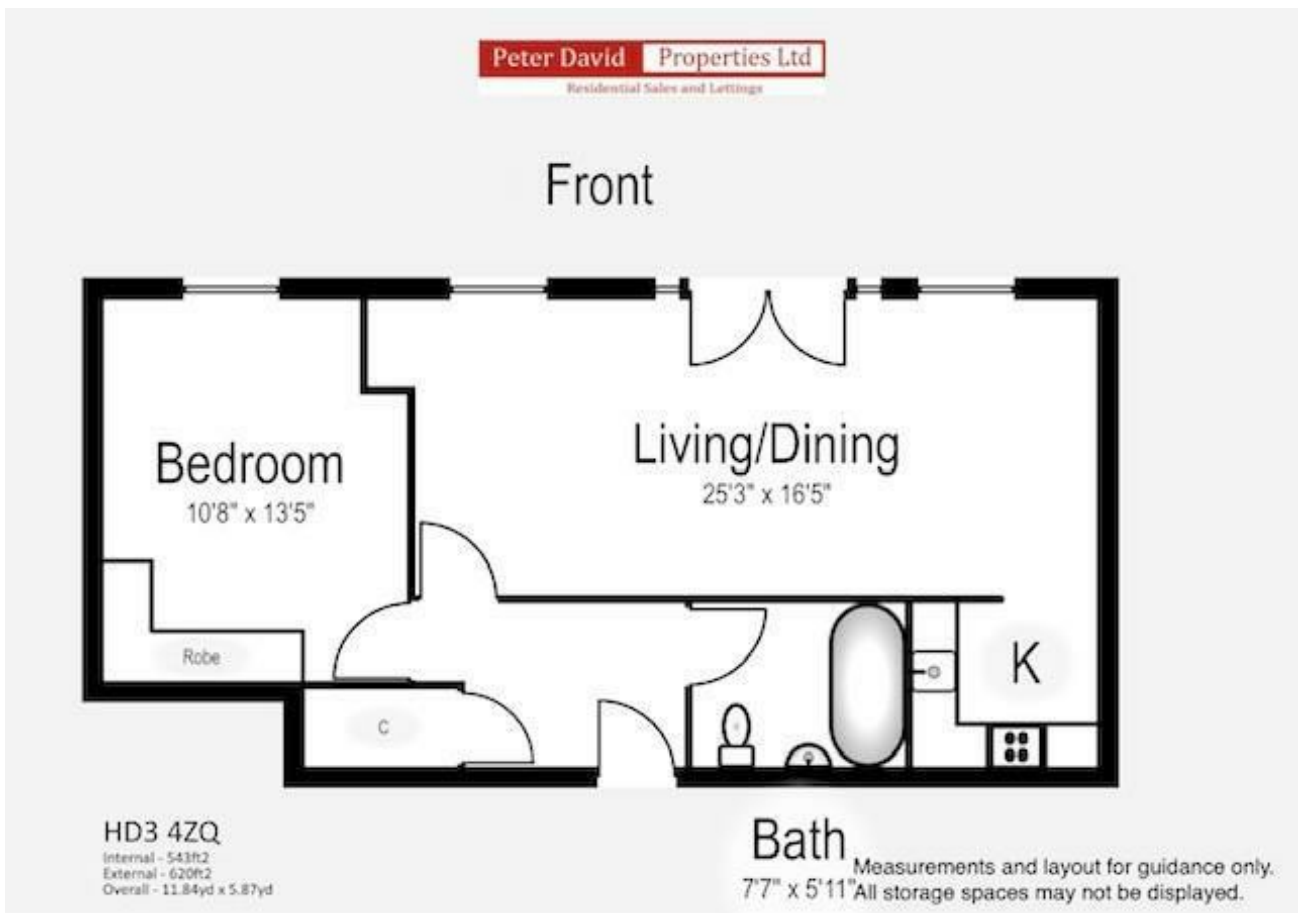 Peter David Properties Ltd
Residential Sales and Lettings
Front
Bedroom
10'8" x 13'5"
Living/Dining
25'3" x 16'5"
Robe
K
C
HD3 4ZQ
Internal - 543ft2
External - 620ft2
Overall - 11.84yd x 5.87yd
Bath
7'7" x 5'11"
Measurements and layout for guidance only.
All storage spaces may not be displayed.